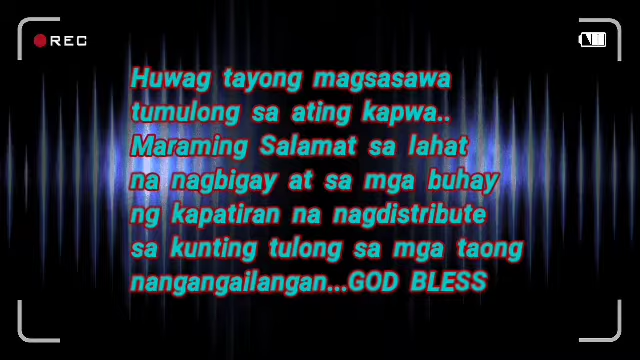 REC
Huwag tayong magsasawa
tumulong sa ating kapwa..
Maraming Salamat sa lahat
na nagbigay at sa mga buhay
ng kapatiran na nagdistribute
sa kunting tulong sa mga taong
nangangailangan...GOD BLESS